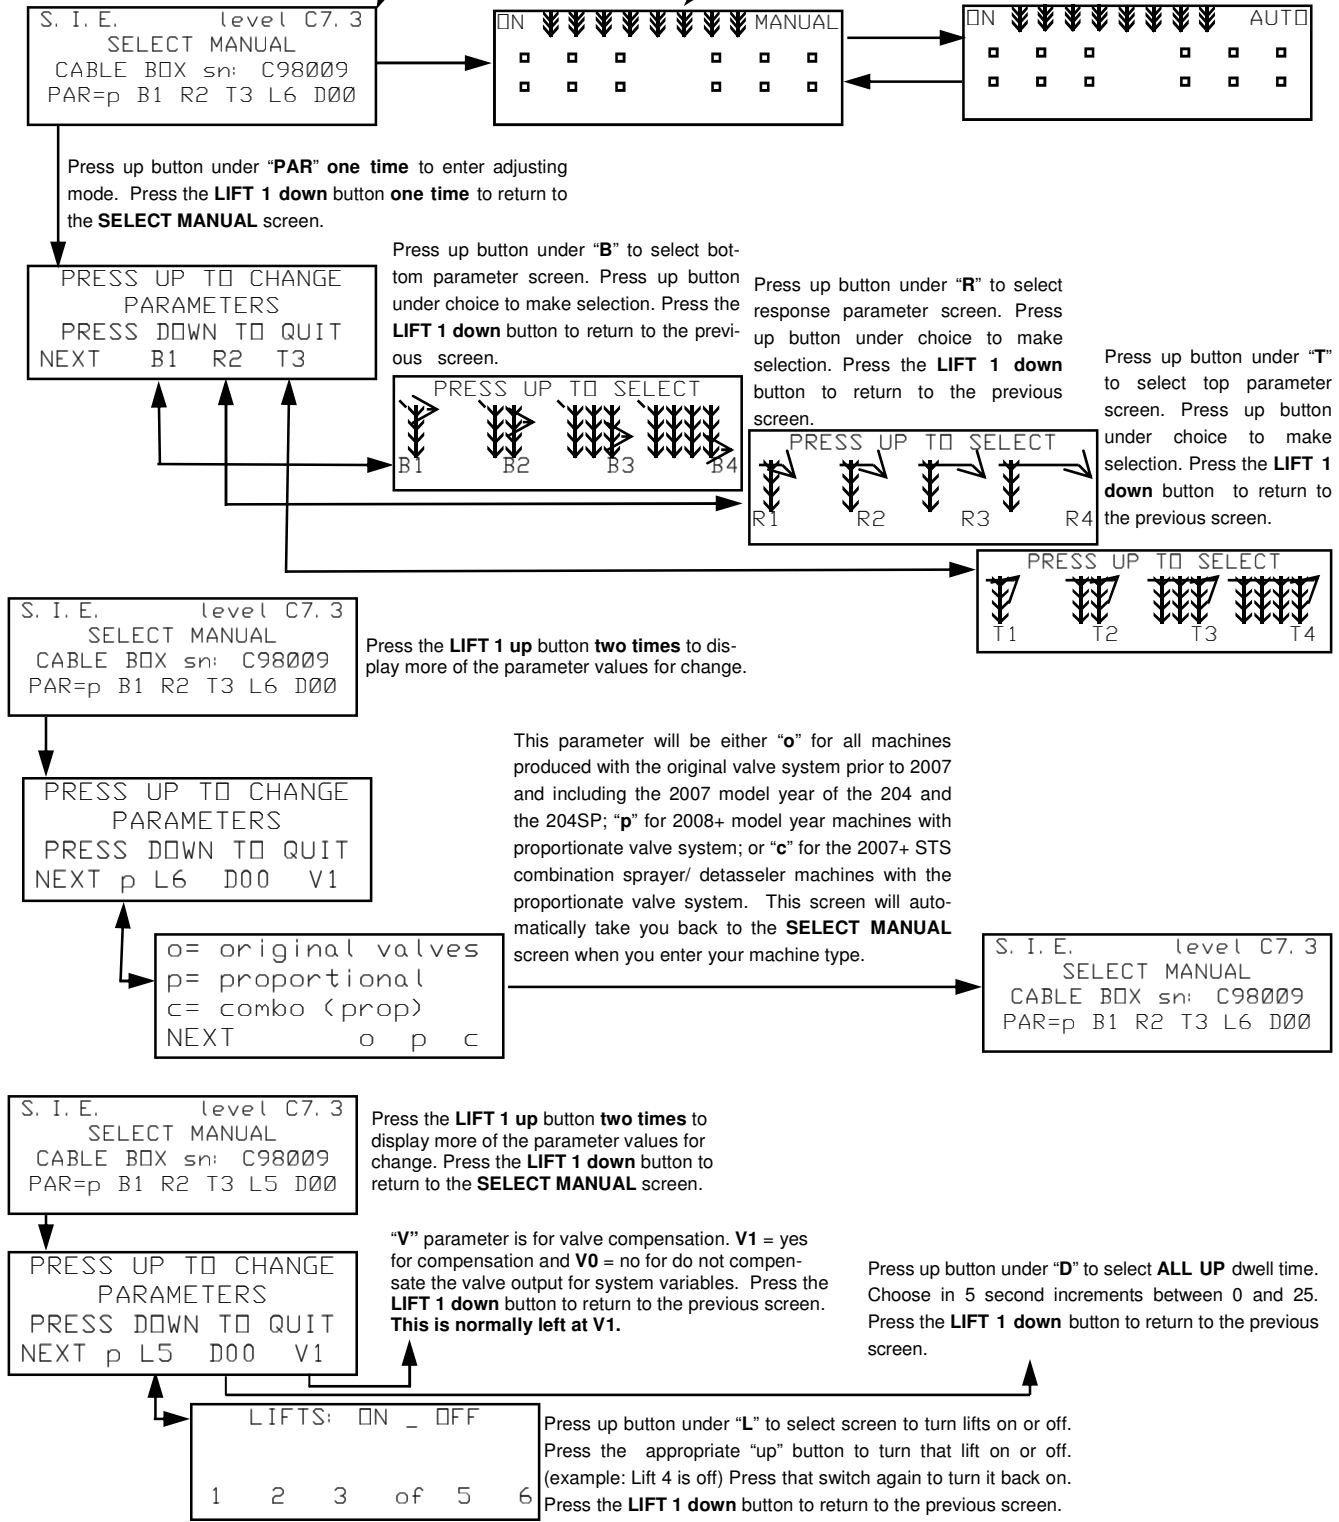 S. I. E. level C7. 3
SELECT MANUAL
CABLE BOX sn: C98009
PAR=p B1 R2 T3 L6 D00
ON MANUAL
ON AUTO
Press up button under “PAR” one time to enter adjusting
mode. Press the LIFT 1 down button one time to return to
the SELECT MANUAL screen.
PRESS UP TO CHANGE
PARAMETERS
PRESS DOWN TO QUIT
NEXT B1 R2 T3
Press up button under “B” to select bot-
tom parameter screen. Press up button
under choice to make selection. Press the
LIFT 1 down button to return to the previ-
ous screen.
PRESS UP TO SELECT
B1 B2 B3 B4
Press up button under “R” to select
response parameter screen. Press
up button under choice to make
selection. Press the LIFT 1 down
button to return to the previous
screen.
PRESS UP TO SELECT
R1 R2 R3 R4
Press up button under “T”
to select top parameter
screen. Press up button
under choice to make
selection. Press the LIFT 1
down button to return to
the previous screen.
PRESS UP TO SELECT
T1 T2 T3 T4
S. I. E. level C7. 3
SELECT MANUAL
CABLE BOX sn: C98009
PAR=p B1 R2 T3 L6 D00
Press the LIFT 1 up button two times to dis-
play more of the parameter values for change.
PRESS UP TO CHANGE
PARAMETERS
PRESS DOWN TO QUIT
NEXT p L6 D00 V1
This parameter will be either “o” for all machines
produced with the original valve system prior to 2007
and including the 2007 model year of the 204 and
the 204SP; “p” for 2008+ model year machines with
proportionate valve system; or “c” for the 2007+ STS
combination sprayer/ detasseler machines with the
proportionate valve system. This screen will auto-
matically take you back to the SELECT MANUAL
screen when you enter your machine type.
o= original valves
p= proportional
c= combo (prop)
NEXT o p c
S. I. E. level C7. 3
SELECT MANUAL
CABLE BOX sn: C98009
PAR=p B1 R2 T3 L6 D00
S. I. E. level C7. 3
SELECT MANUAL
CABLE BOX sn: C98009
PAR=p B1 R2 T3 L5 D00
Press the LIFT 1 up button two times to
display more of the parameter values for
change. Press the LIFT 1 down button to
return to the SELECT MANUAL screen.
PRESS UP TO CHANGE
PARAMETERS
PRESS DOWN TO QUIT
NEXT p L5 D00 V1
“V” parameter is for valve compensation. V1 = yes
for compensation and V0 = no for do not compen-
sate the valve output for system variables. Press the
LIFT 1 down button to return to the previous screen.
This is normally left at V1.
Press up button under “D” to select ALL UP dwell time.
Choose in 5 second increments between 0 and 25.
Press the LIFT 1 down button to return to the previous
screen.
LIFTS: ON _ OFF
1 2 3 of 5 6
Press up button under “L” to select screen to turn lifts on or off.
Press the appropriate “up” button to turn that lift on or off.
(example: Lift 4 is off) Press that switch again to turn it back on.
Press the LIFT 1 down button to return to the previous screen.